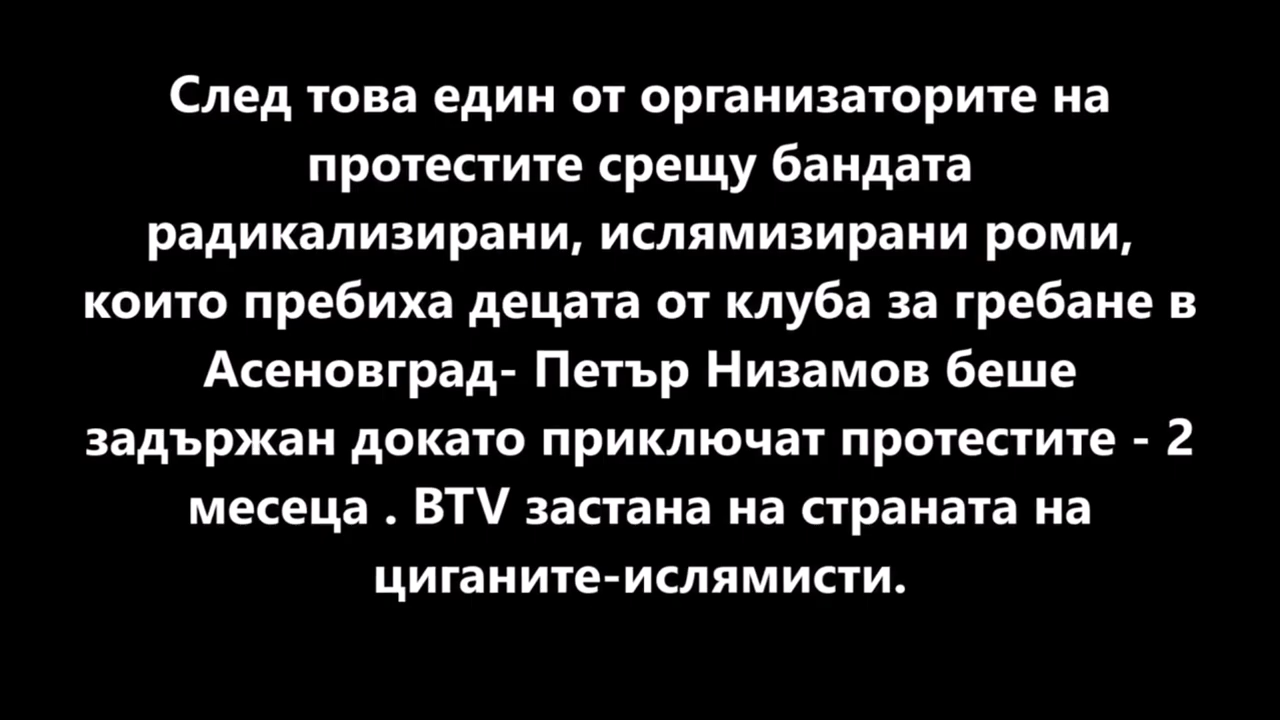 След това един от организаторите на
протестите срещу бандата
радикализирани, ислямизирани роми,
които пребиха децата от клуба за гребане в
Асеновград- Петър Низамов беше
задържан докато приключат протестите - 2
месеца . BTV застана на страната на
циганите-ислямисти.